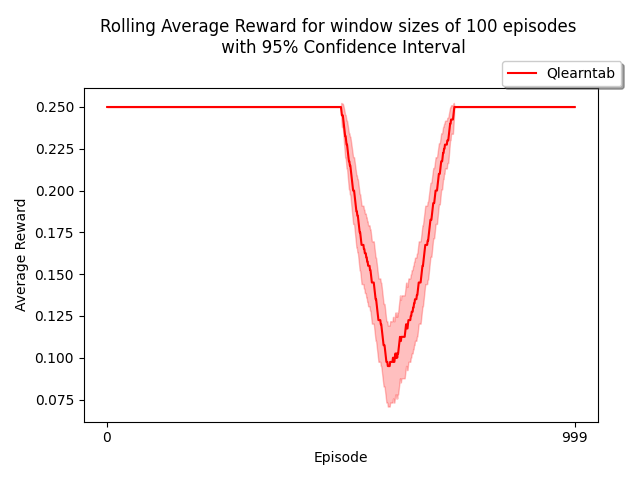 Rolling Average Reward for window sizes of 100 episodes
with 95% Confidence Interval
Qlearntab
0.250
0.225
0.200
0.175
0.150
0.125
0.100
0.075
Average Reward
0
999
Episode